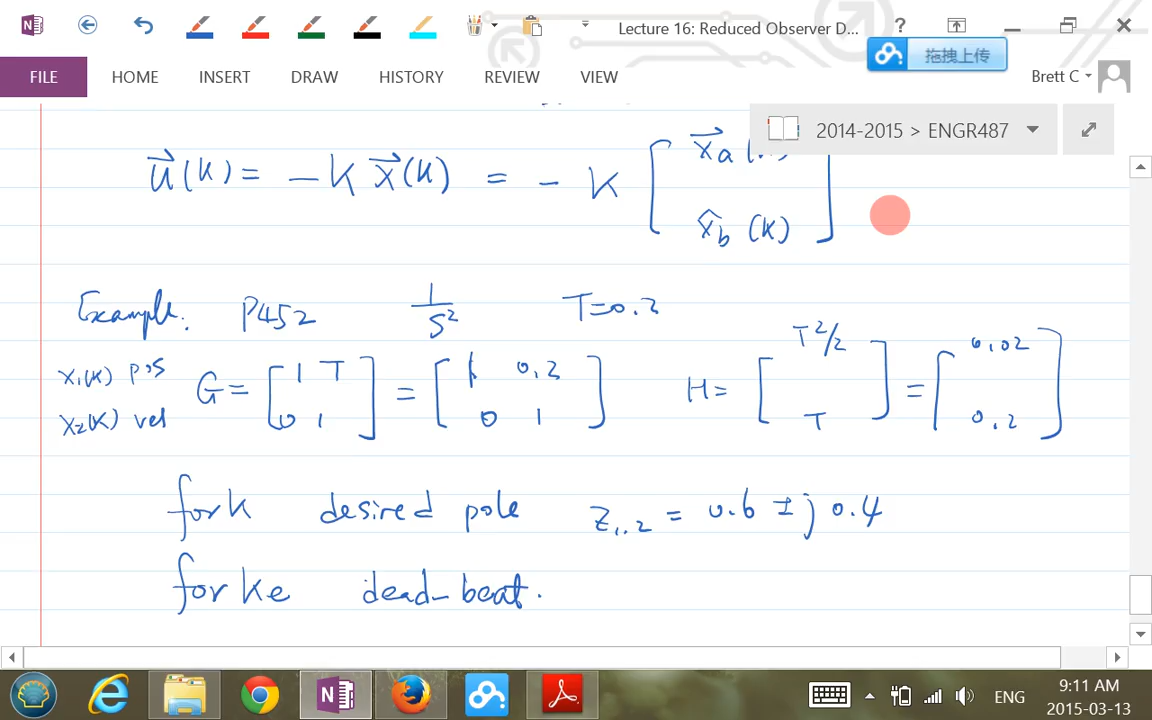 Lecture 16: Reduced Observer D...
?
拖拽上传
FILE HOME INSERT DRAW HISTORY REVIEW VIEW
Brett C
2014-2015 > ENGR487
u(k) = -K x(k) = -K [ xa (k) ; x̂b (k) ]
Example. P452 1/s² T=0.2
x1(k) pos
x2(k) vel
G = [ 1 T ; 0 1 ] = [ 1 0.2 ; 0 1 ] H = [ T²/2 ; T ] = [ 0.02 ; 0.2 ]
for K desired pole z1,2 = 0.6 ± j 0.4
for Ke dead-beat.
ENG
9:11 AM
2015-03-13